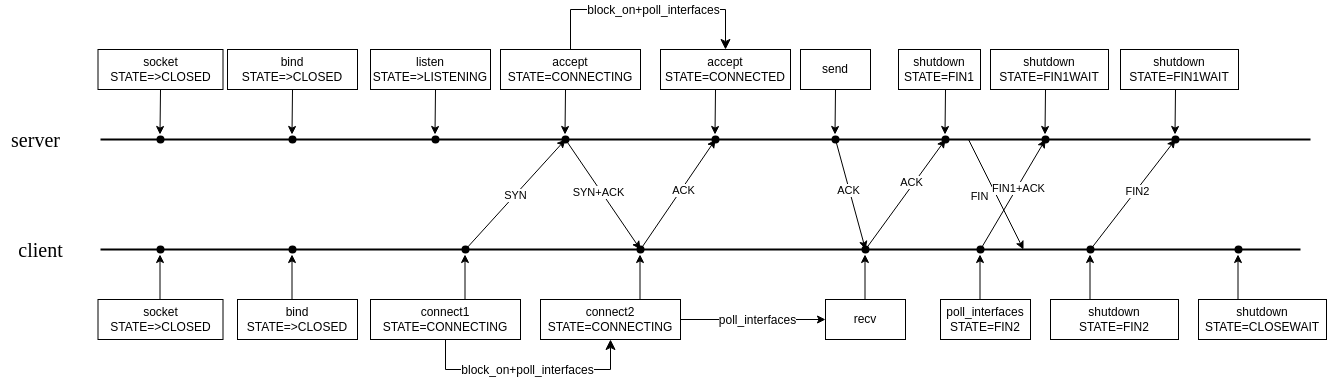 block_on+poll_interfaces
socket
STATE=>CLOSED
bind
STATE=>CLOSED
listen
STATE=>LISTENING
accept
STATE=CONNECTING
accept
STATE=CONNECTED
send
shutdown
STATE=FIN1
shutdown
STATE=FIN1WAIT
shutdown
STATE=FIN1WAIT
server
SYN
SYN+ACK
ACK
ACK
ACK
FIN
FIN1+ACK
FIN2
client
socket
STATE=>CLOSED
bind
STATE=>CLOSED
connect1
STATE=CONNECTING
connect2
STATE=CONNECTING
poll_interfaces
recv
poll_interfaces
STATE=FIN2
shutdown
STATE=FIN2
shutdown
STATE=CLOSEWAIT
block_on+poll_interfaces